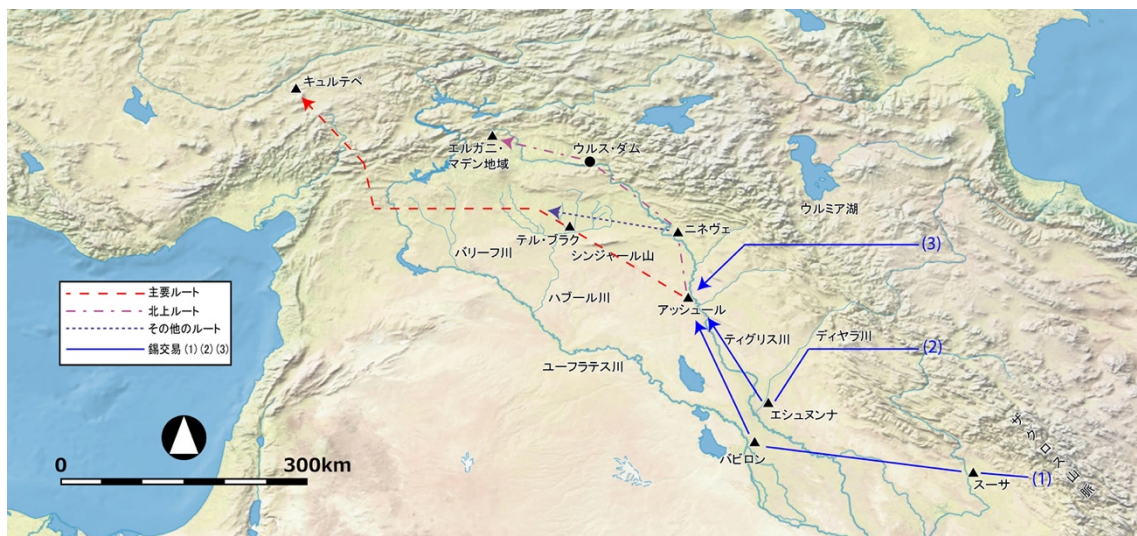 キュルテペ
エルガニ・
マデン地域
ウルス・ダム
ウルミア湖
ニネヴェ
テル・ブラク
シンジャール山
バリーフ川
(3)
主要ルート
北上ルート
その他のルート
錫交易 (1) (2) (3)
ハブール川
アッシュール
ティグリス川
ディヤラ川
(2)
ユーフラテス川
エシュヌンナ
ザグロス山脈
0
300km
バビロン
スーサ
(1)